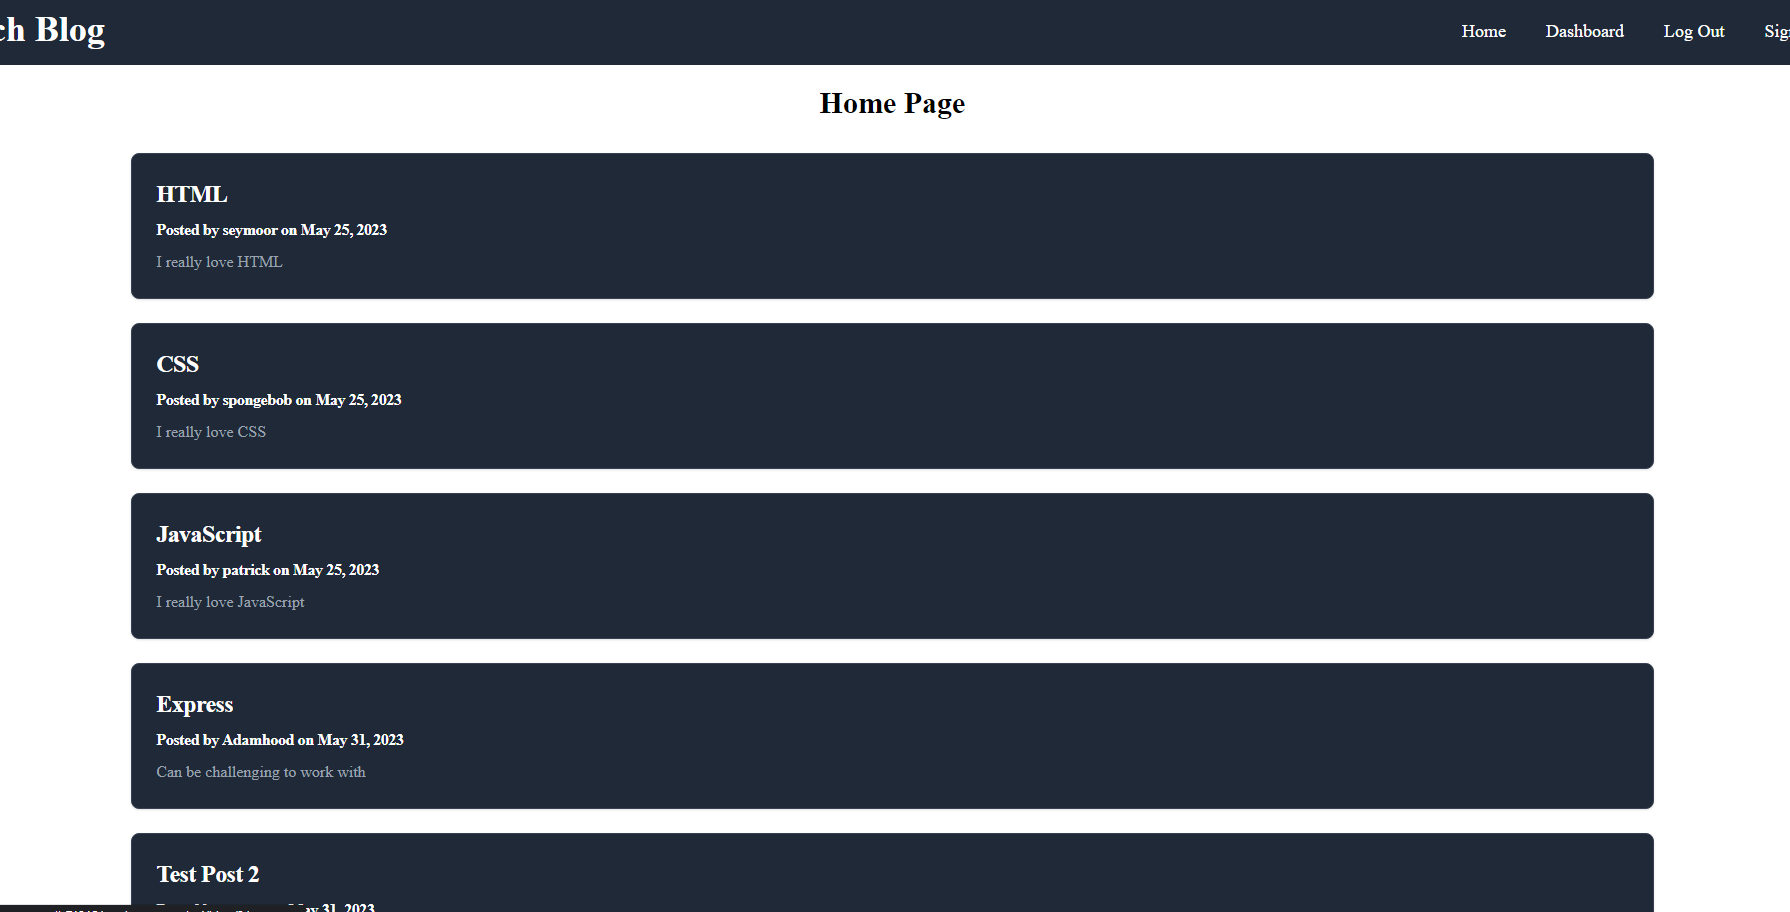 ch Blog
Home Dashboard Log Out Sig
Home Page
HTML
Posted by seymoor on May 25, 2023
I really love HTML
CSS
Posted by spongebob on May 25, 2023
I really love CSS
JavaScript
Posted by patrick on May 25, 2023
I really love JavaScript
Express
Posted by Adamhood on May 31, 2023
Can be challenging to work with
Test Post 2
May 31, 2023